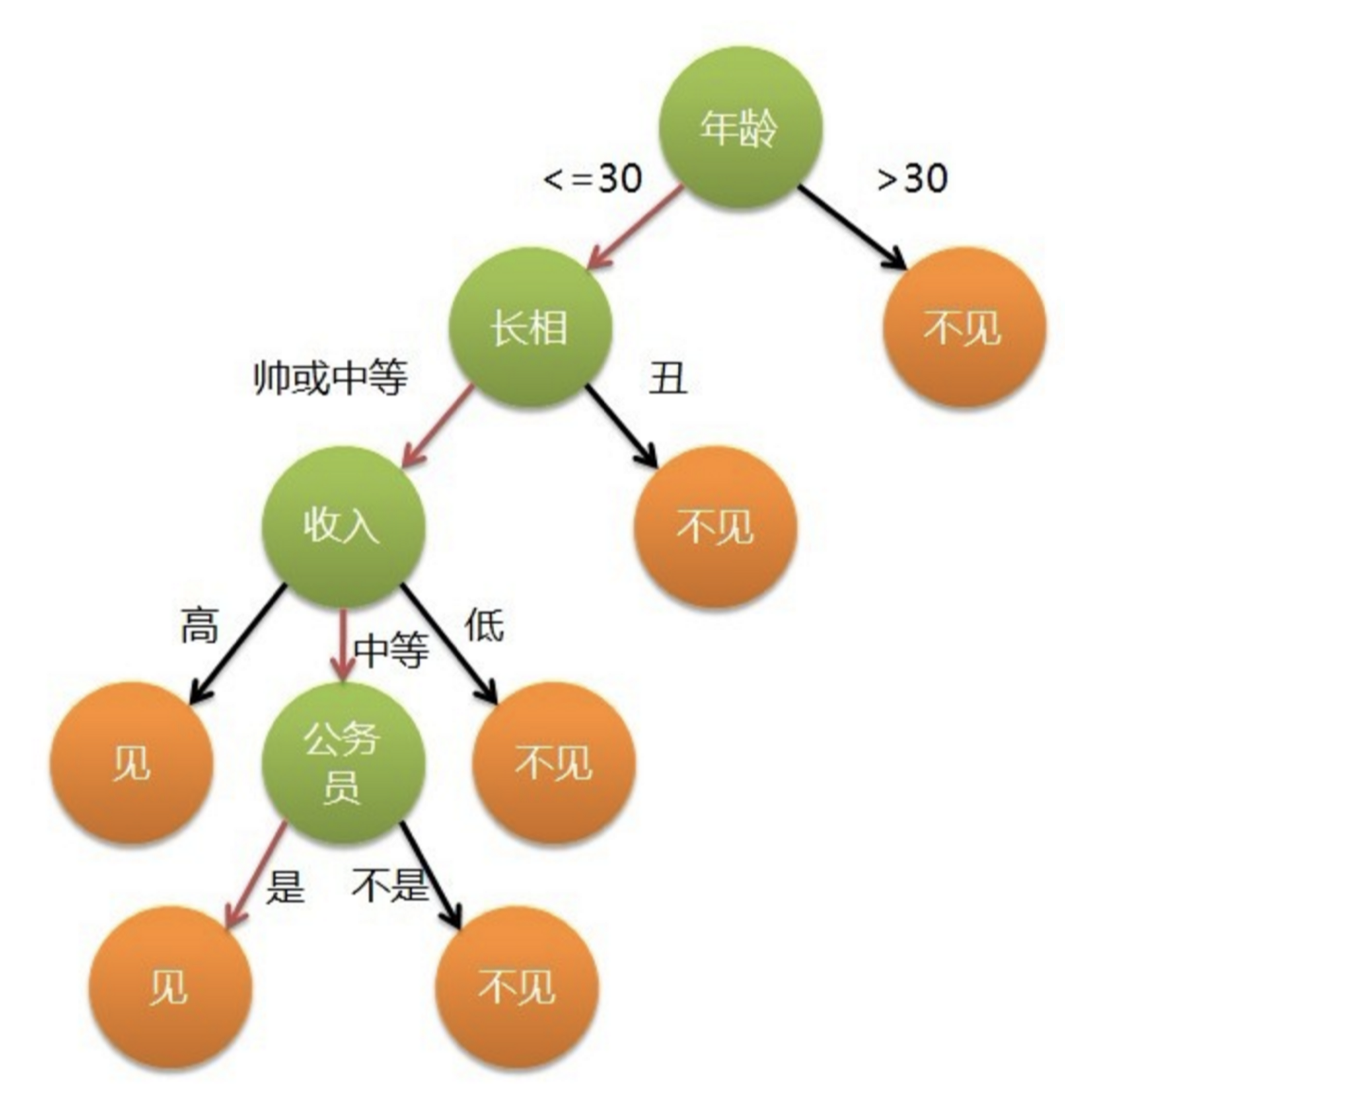 年龄
<=30
>30
长相
不见
帅或中等
丑
收入
不见
高
中等
低
见
公务
员
不见
是
不是
见
不见